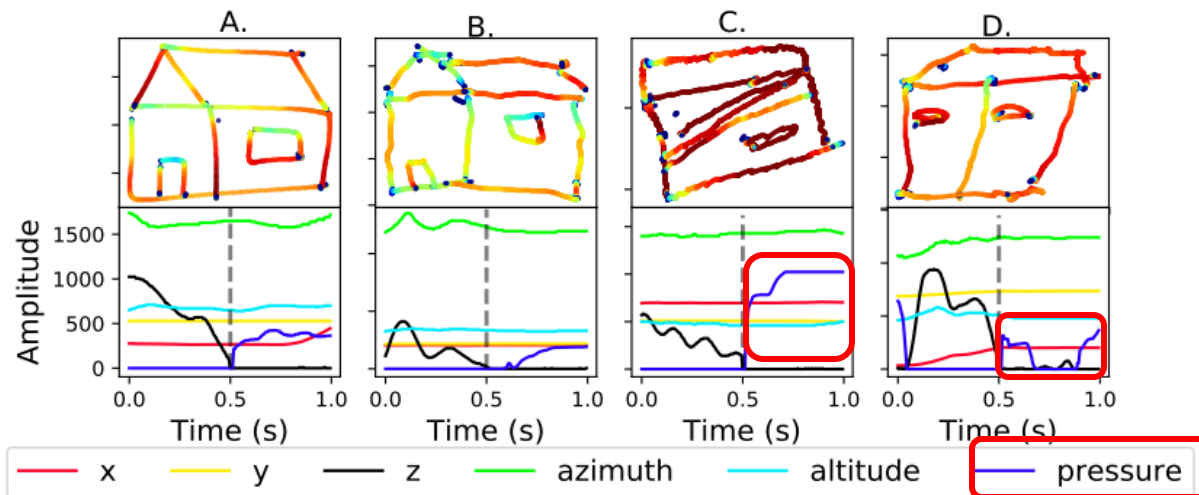 A. B. C. D.
Amplitude
1500
1000
500
0
0.0 0.5 1.0 0.0 0.5 1.0 0.0 0.5 1.0 0.0 0.5 1.0
Time (s) Time (s) Time (s) Time (s)
x y z azimuth altitude pressure